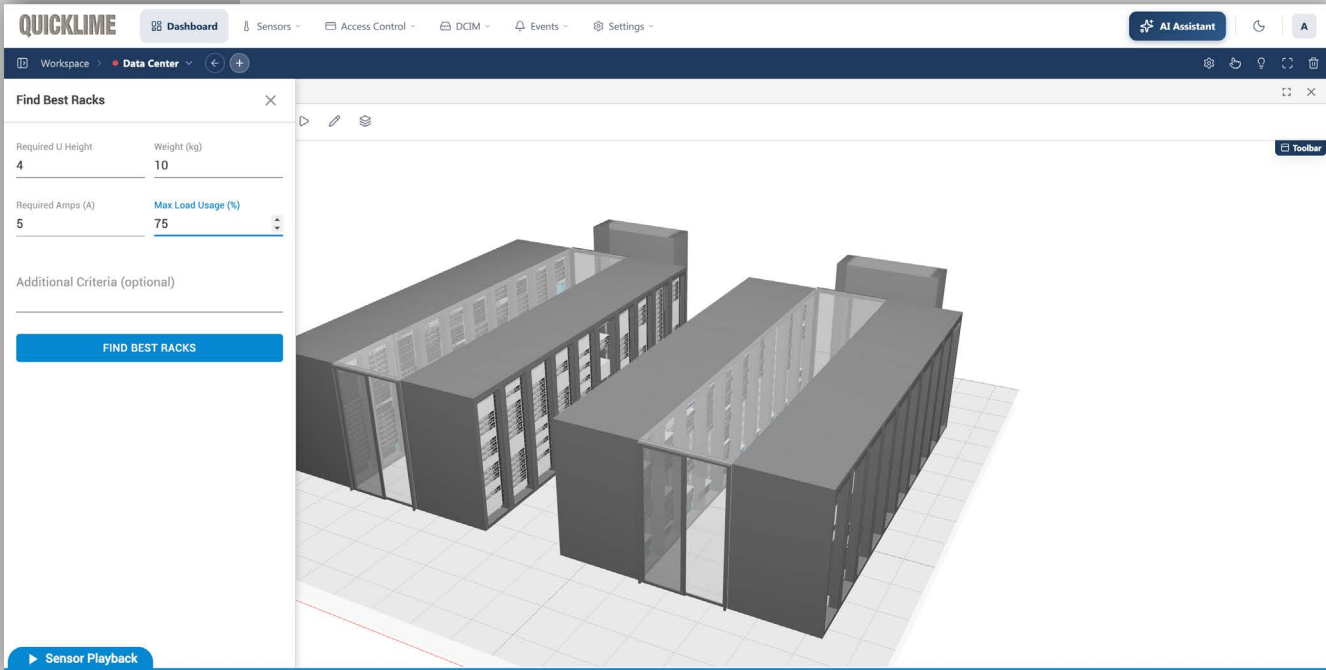 QUICKLIME
Dashboard
Sensors
Access Control
DCIM
Events
Settings
AI Assistant
A
Workspace > Data Center
Find Best Racks
Toolbar
Required U Height
Weight (kg)
4
10
Required Amps (A)
Max Load Usage (%)
5
75
Additional Criteria (optional)
FIND BEST RACKS
Sensor Playback